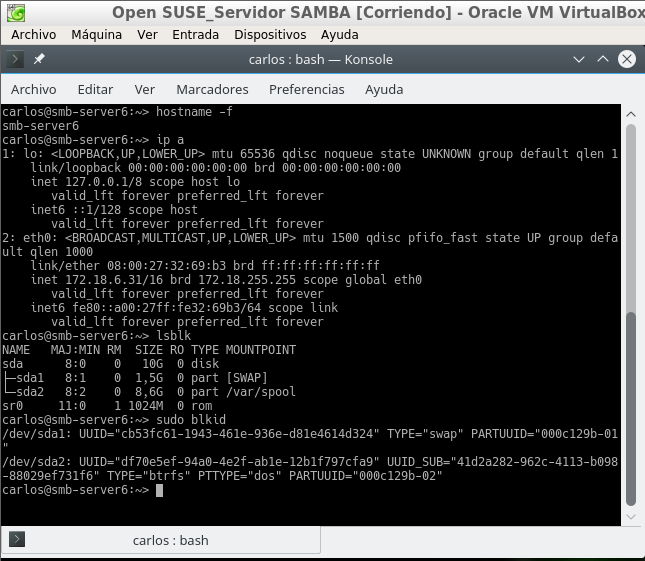 Open SUSE_Servidor SAMBA [Corriendo] - Oracle VM VirtualBox
Archivo Máquina Ver Entrada Dispositivos Ayuda
carlos : bash — Konsole
Archivo Editar Ver Marcadores Preferencias Ayuda
carlos@smb-server6:~> hostname -f
smb-server6
carlos@smb-server6:~> ip a
1: lo: <LOOPBACK,UP,LOWER_UP> mtu 65536 qdisc noqueue state UNKNOWN group default qlen 1
    link/loopback 00:00:00:00:00:00 brd 00:00:00:00:00:00
    inet 127.0.0.1/8 scope host lo
       valid_lft forever preferred_lft forever
    inet6 ::1/128 scope host
       valid_lft forever preferred_lft forever
2: eth0: <BROADCAST,MULTICAST,UP,LOWER_UP> mtu 1500 qdisc pfifo_fast state UP group defa
ult qlen 1000
    link/ether 08:00:27:32:69:b3 brd ff:ff:ff:ff:ff:ff
    inet 172.18.6.31/16 brd 172.18.255.255 scope global eth0
       valid_lft forever preferred_lft forever
    inet6 fe80::a00:27ff:fe32:69b3/64 scope link
       valid_lft forever preferred_lft forever
carlos@smb-server6:~> lsblk
NAME   MAJ:MIN RM  SIZE RO TYPE MOUNTPOINT
sda      8:0    0   10G  0 disk
├─sda1   8:1    0  1,5G  0 part [SWAP]
└─sda2   8:2    0  8,6G  0 part /var/spool
sr0     11:0    1 1024M  0 rom
carlos@smb-server6:~> sudo blkid
/dev/sda1: UUID="cb53fc61-1943-461e-936e-d81e4614d324" TYPE="swap" PARTUUID="000c129b-01
"
/dev/sda2: UUID="df70e5ef-94a0-4e2f-ab1e-12b1f797cfa9" UUID_SUB="41d2a282-962c-4113-b098
-88029ef731f6" TYPE="btrfs" PTTYPE="dos" PARTUUID="000c129b-02"
carlos@smb-server6:~>
carlos : bash